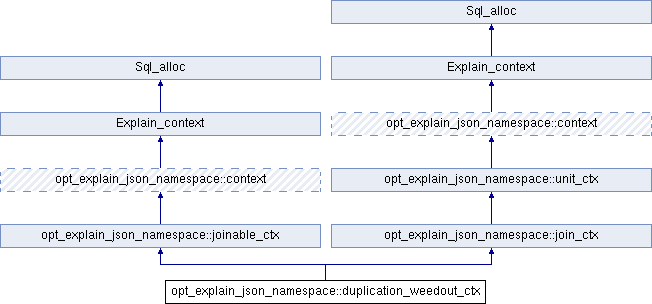 Sql_alloc
Sql_alloc
Explain_context
Explain_context
opt_explain_json_namespace::context
opt_explain_json_namespace::context
opt_explain_json_namespace::unit_ctx
opt_explain_json_namespace::joinable_ctx
opt_explain_json_namespace::join_ctx
opt_explain_json_namespace::duplication_weedout_ctx